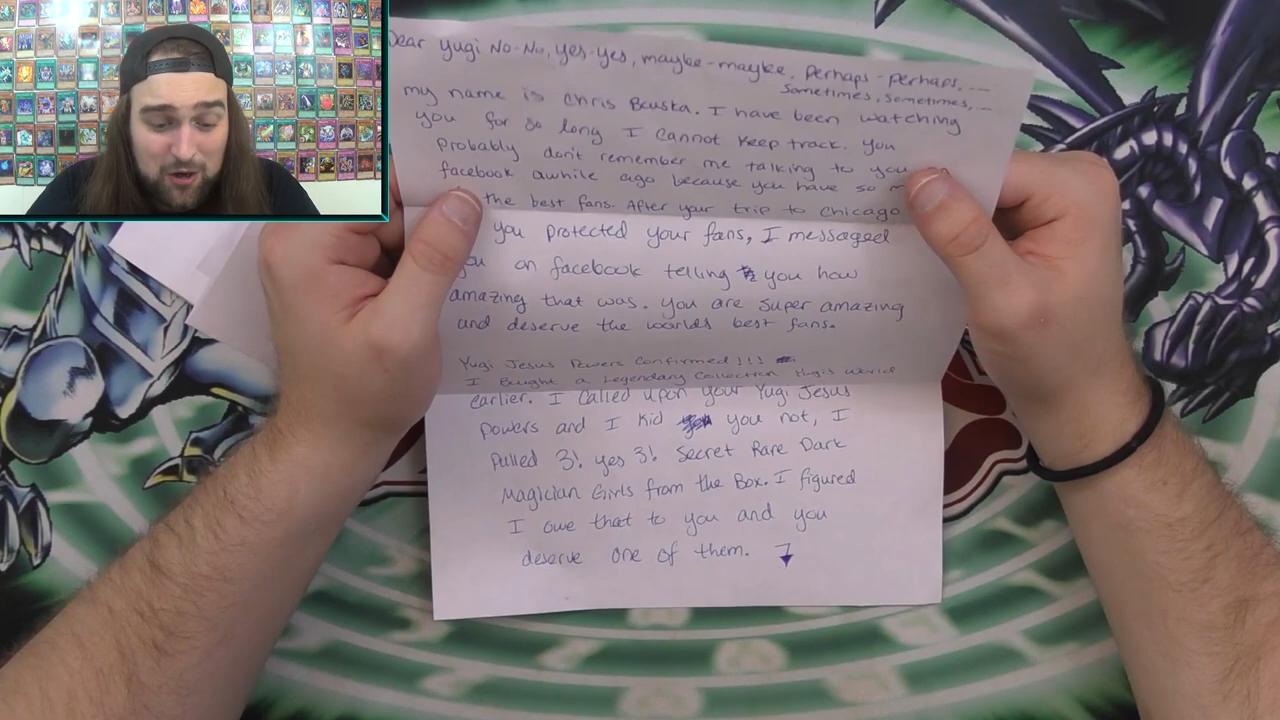 Dear Yugi No-No, yes-yes, maybe-maybe, Perhaps-perhaps, ...
Sometimes, sometimes, ...
my name is Chris. I have been watching
you for so long I cannot Keep track. You
Probably don't remember me talking to you
facebook awhile ago because you have so
the best fans. After your trip to Chicago
you protected your fans, I messaged
on facebook telling you how
amazing that was. you are super amazing
and deserve the worlds best fans.
Yugi Jesus Powers Confirmed!!!
I Bought a Legendary Collection Yugis World
earlier. I called upon your Yugi Jesus
powers and I Kid you not, I
Pulled 3! yes 3! Secret Rare Dark
Magician Girls from the Box. I figured
I owe that to you and you
deserve one of them.